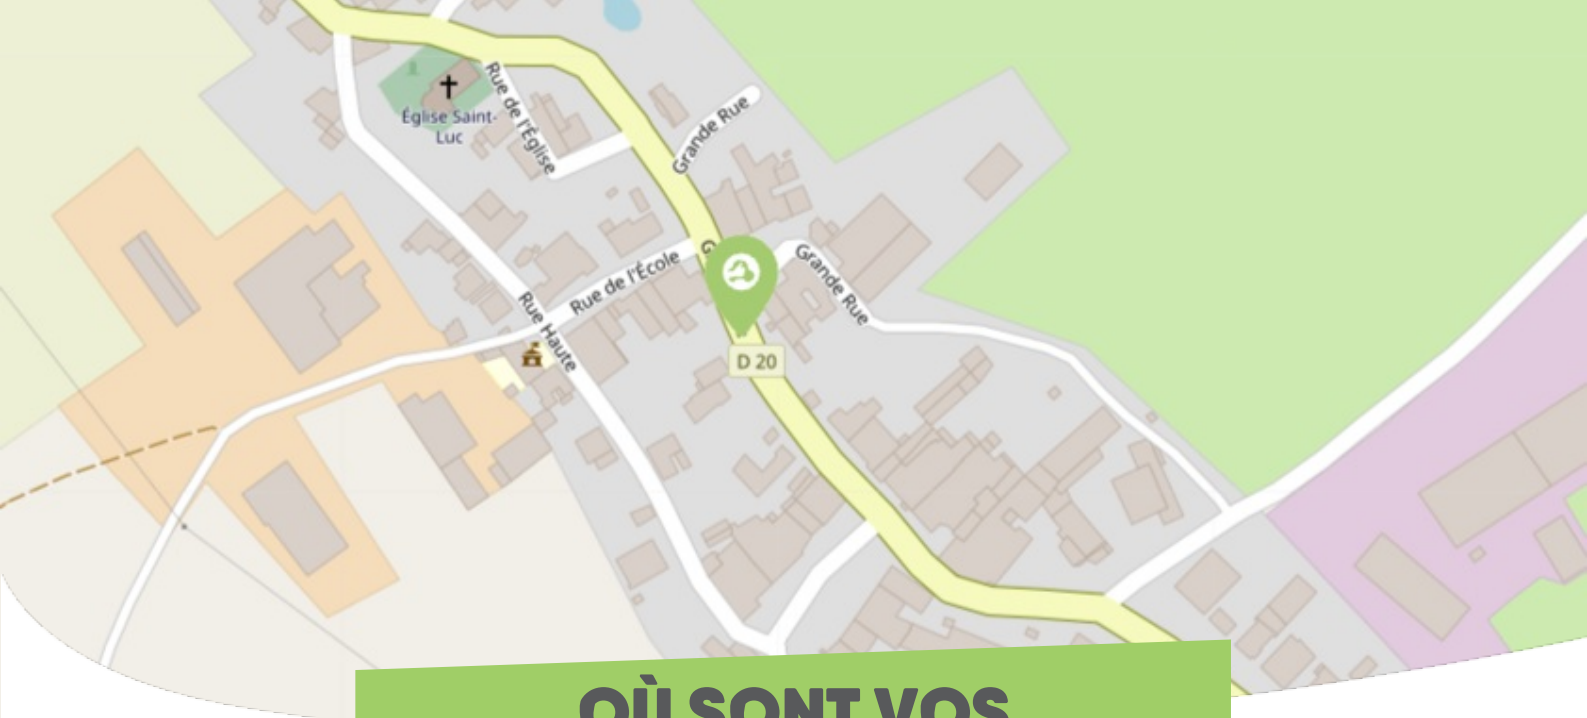 Église Saint-
Luc
Rue de l'Église
Grande Rue
Rue de l'École
Grande Rue
Rue Haute
D 20
OÙ SONT VOS